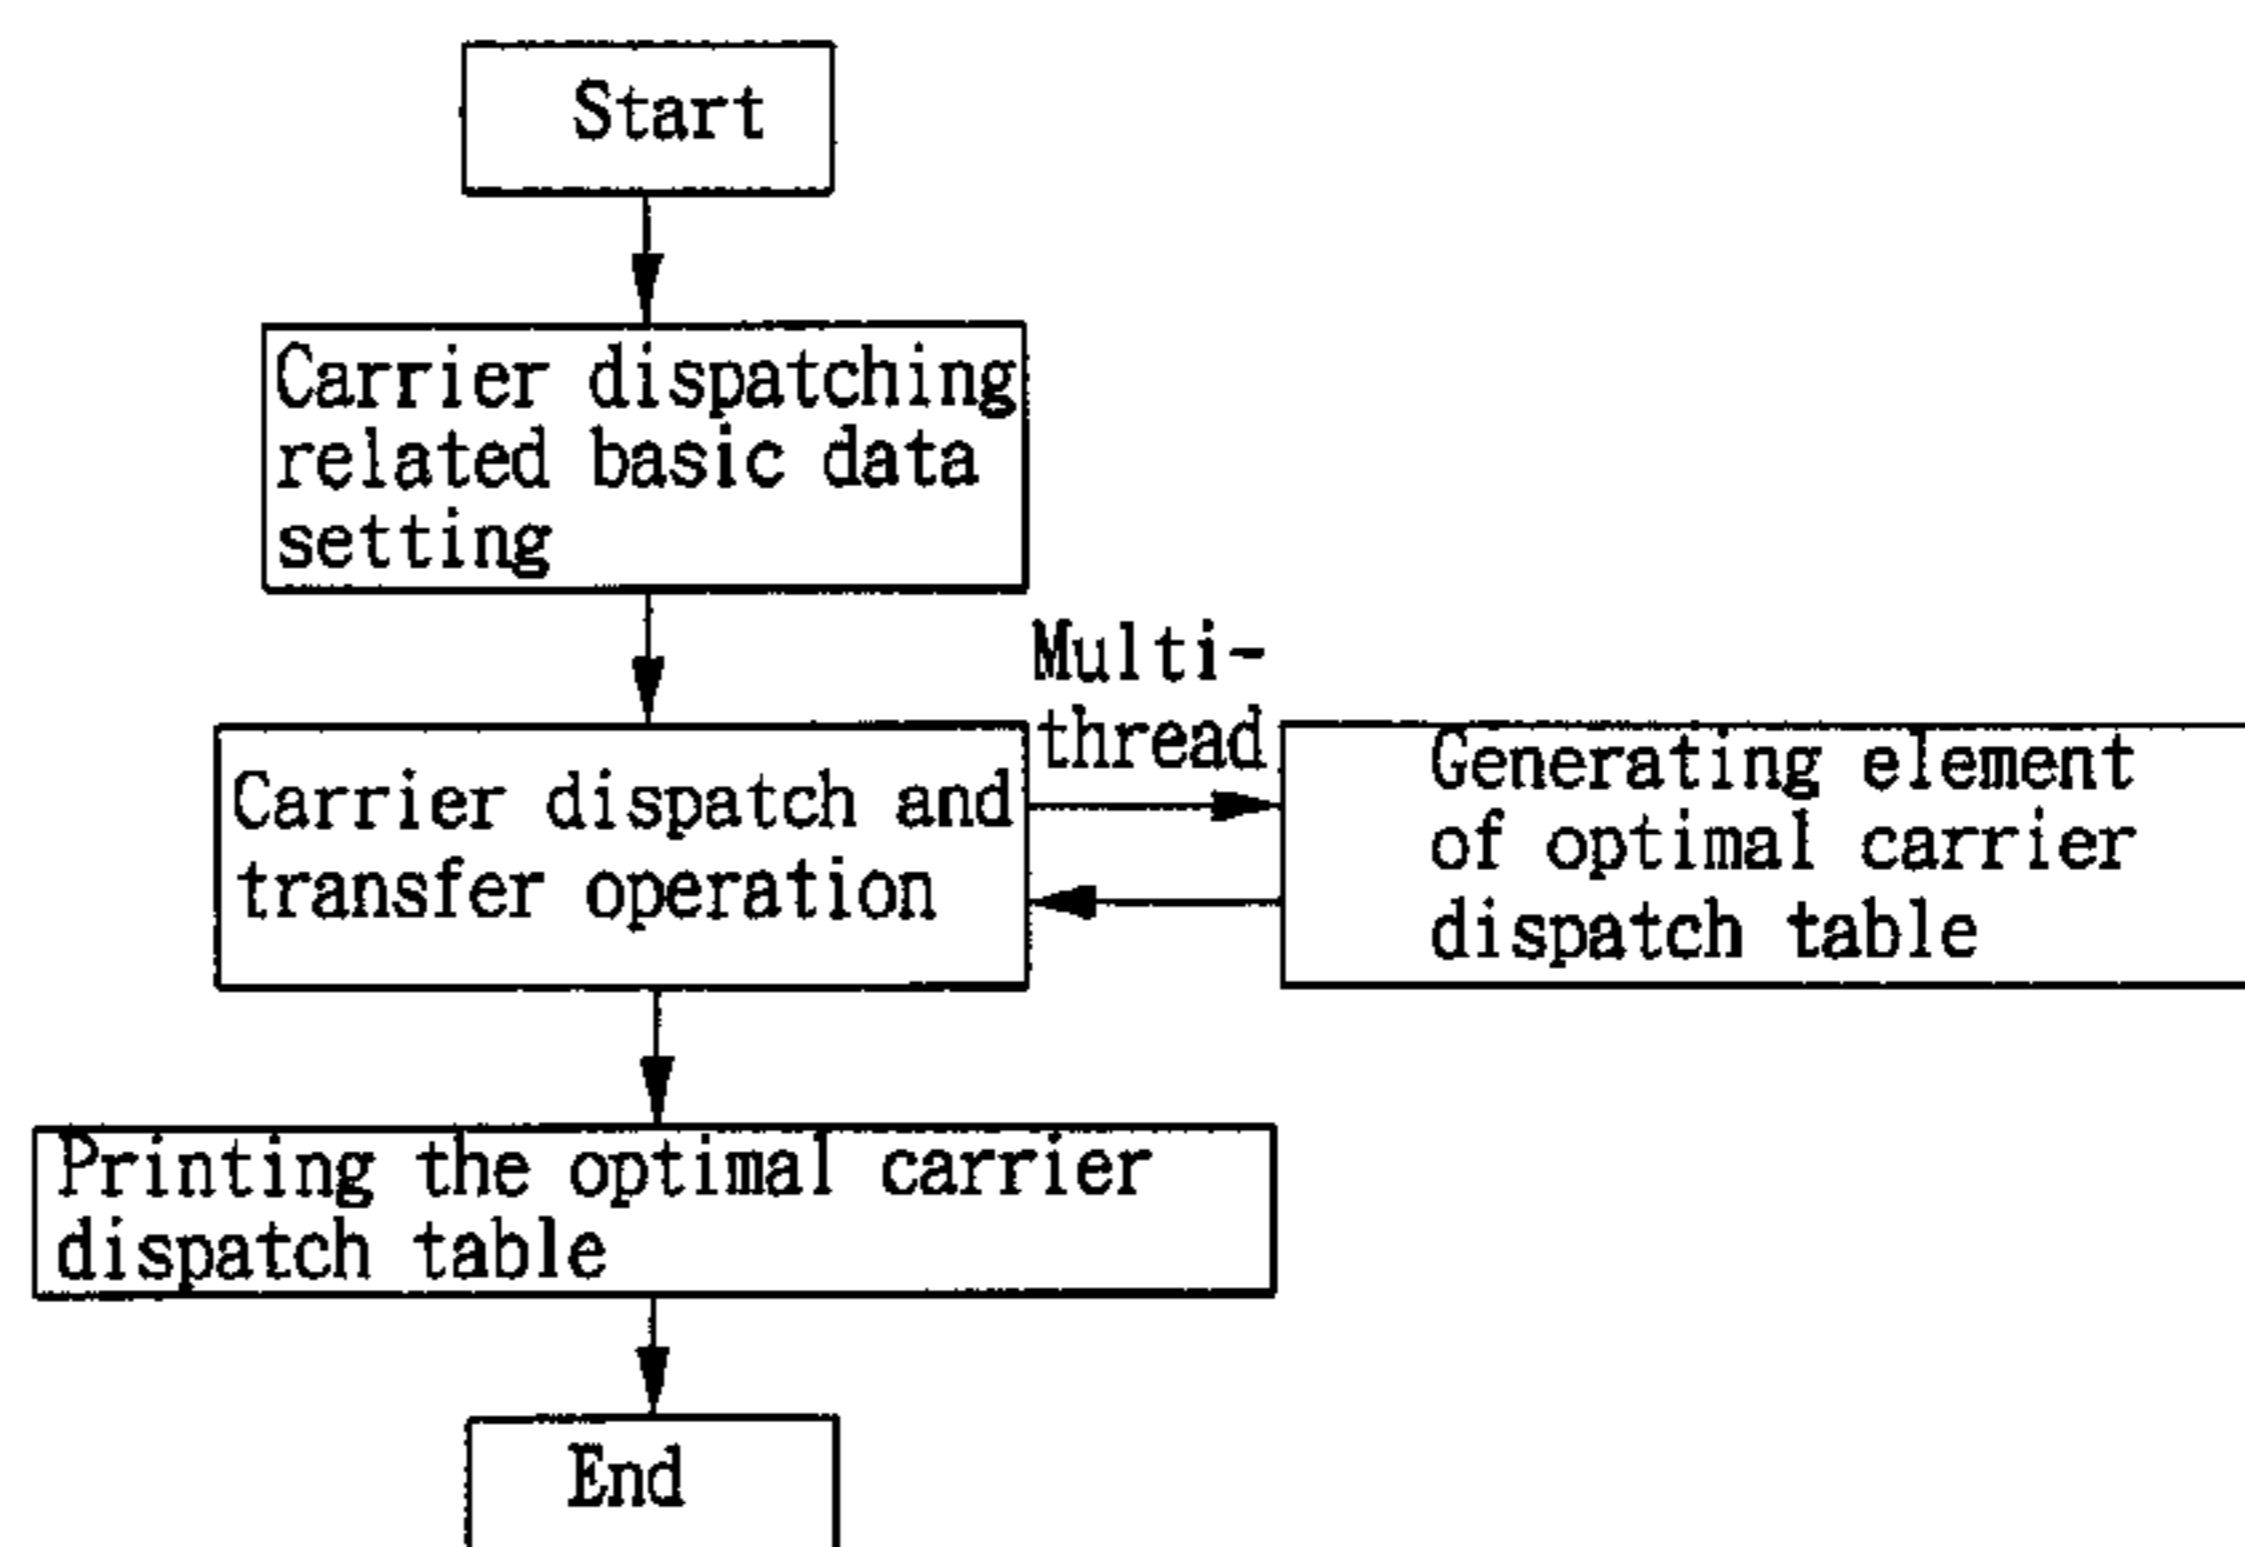 Start
Carrier dispatching
related basic data
setting
Multi-
thread
Carrier dispatch and
transfer operation
Generating element
of optimal carrier
dispatch table
Printing the optimal carrier
dispatch table
End